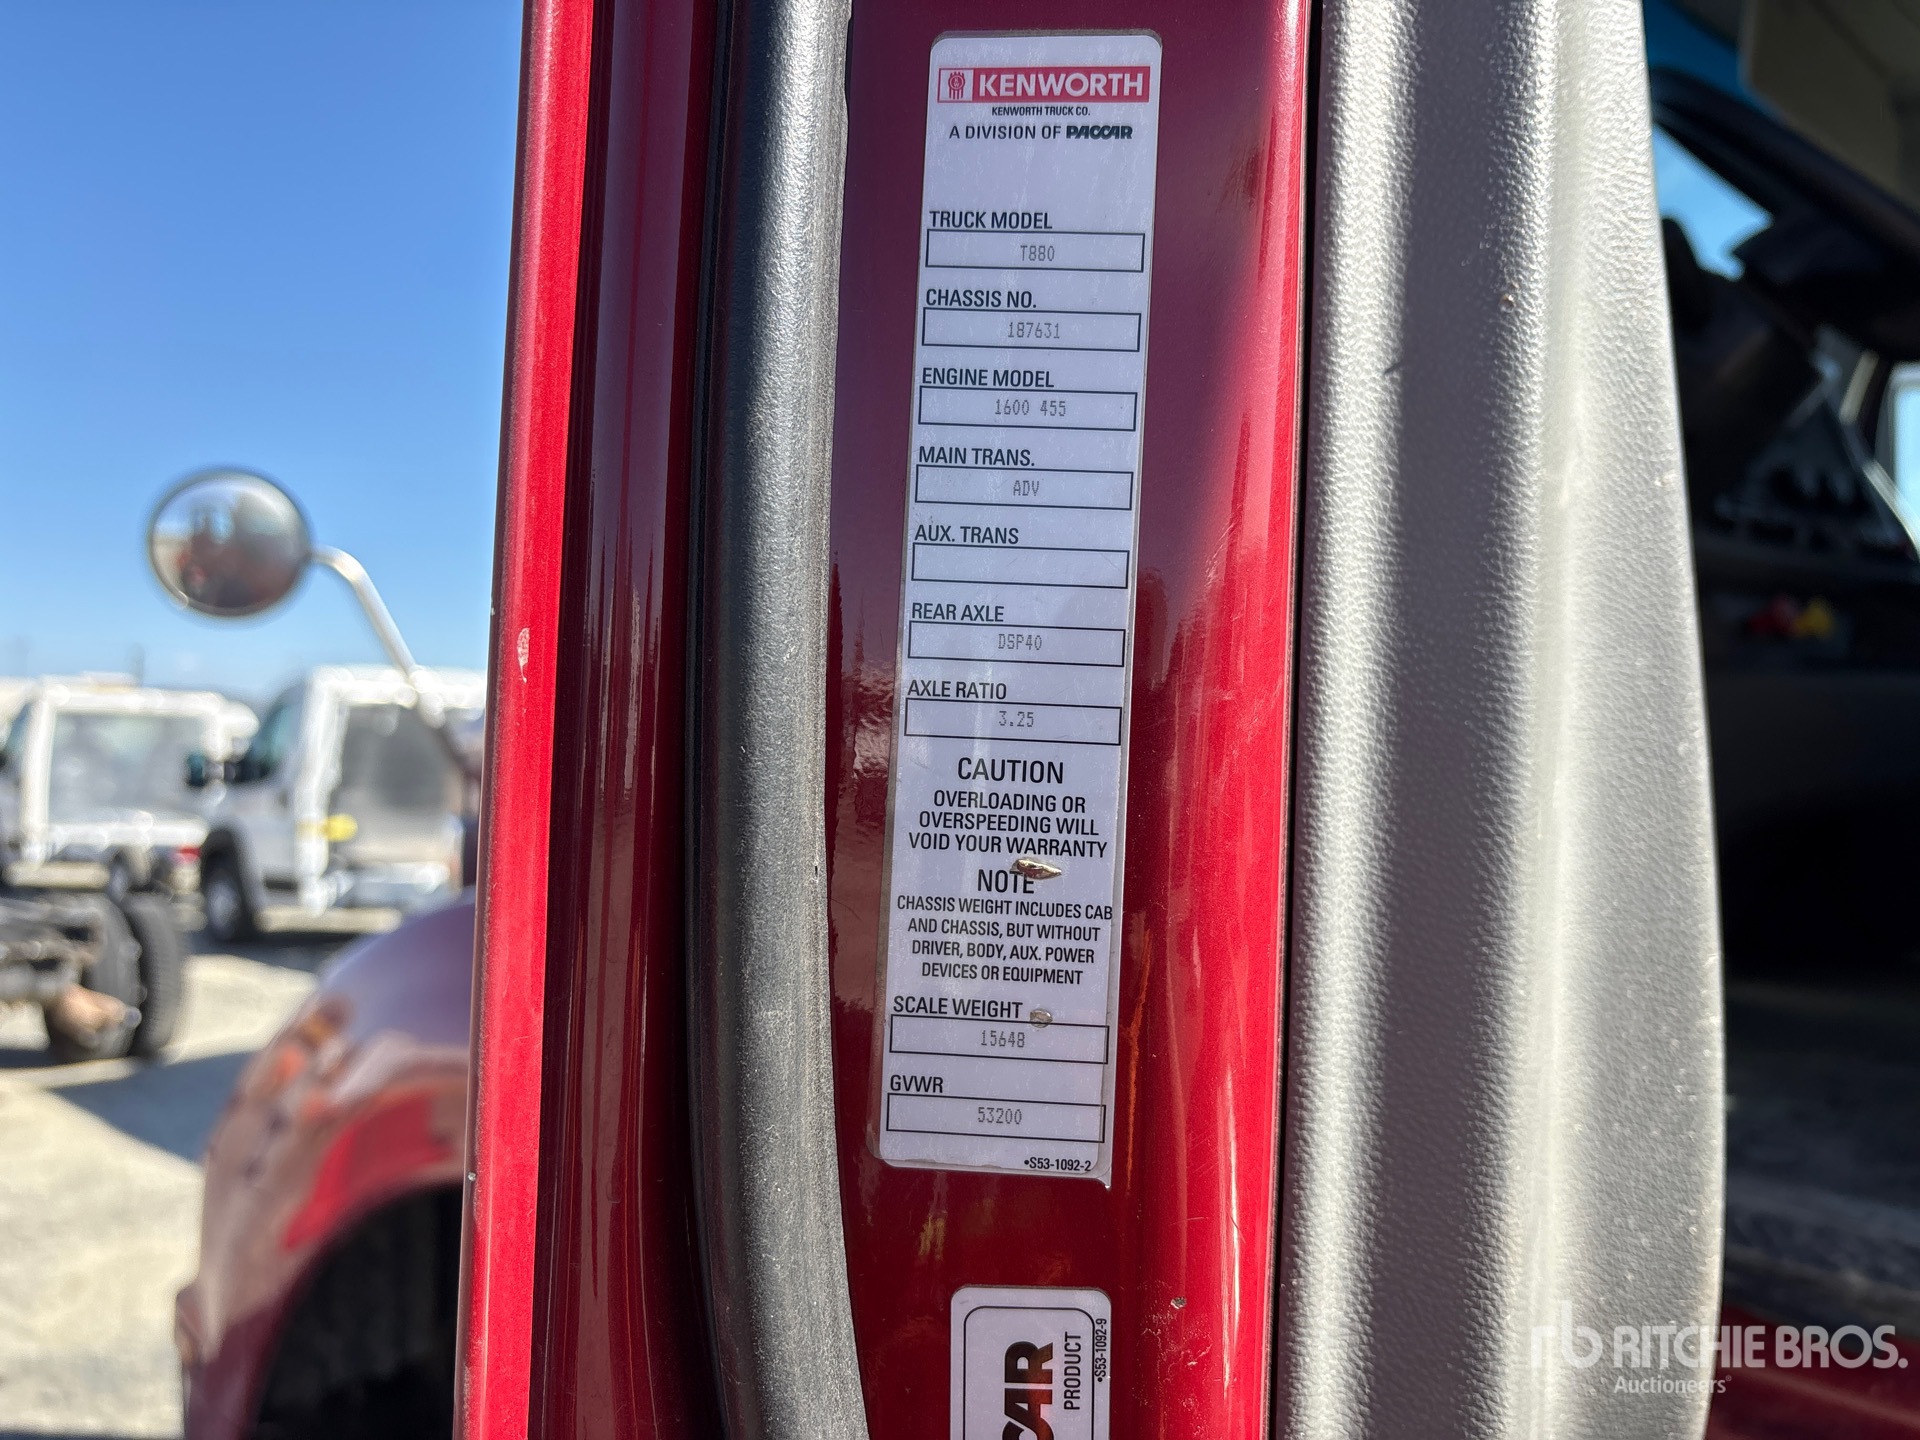 KENWORTH
KENWORTH TRUCK CO.
A DIVISION OF PACCAR
TRUCK MODEL
T880
CHASSIS NO.
187631
ENGINE MODEL
1600 455
MAIN TRANS.
ADV
AUX. TRANS
REAR AXLE
DSP40
AXLE RATIO
3.25
CAUTION
OVERLOADING OR
OVERSPEEDING WILL
VOID YOUR WARRANTY
NOTE
CHASSIS WEIGHT INCLUDES CAB
AND CHASSIS, BUT WITHOUT
DRIVER, BODY, AUX. POWER
DEVICES OR EQUIPMENT
SCALE WEIGHT
15648
GVWR
53200
•S53-1092-2
CAR
PRODUCT
•S53-1092-9
rb RITCHIE BROS.
Auctioneers